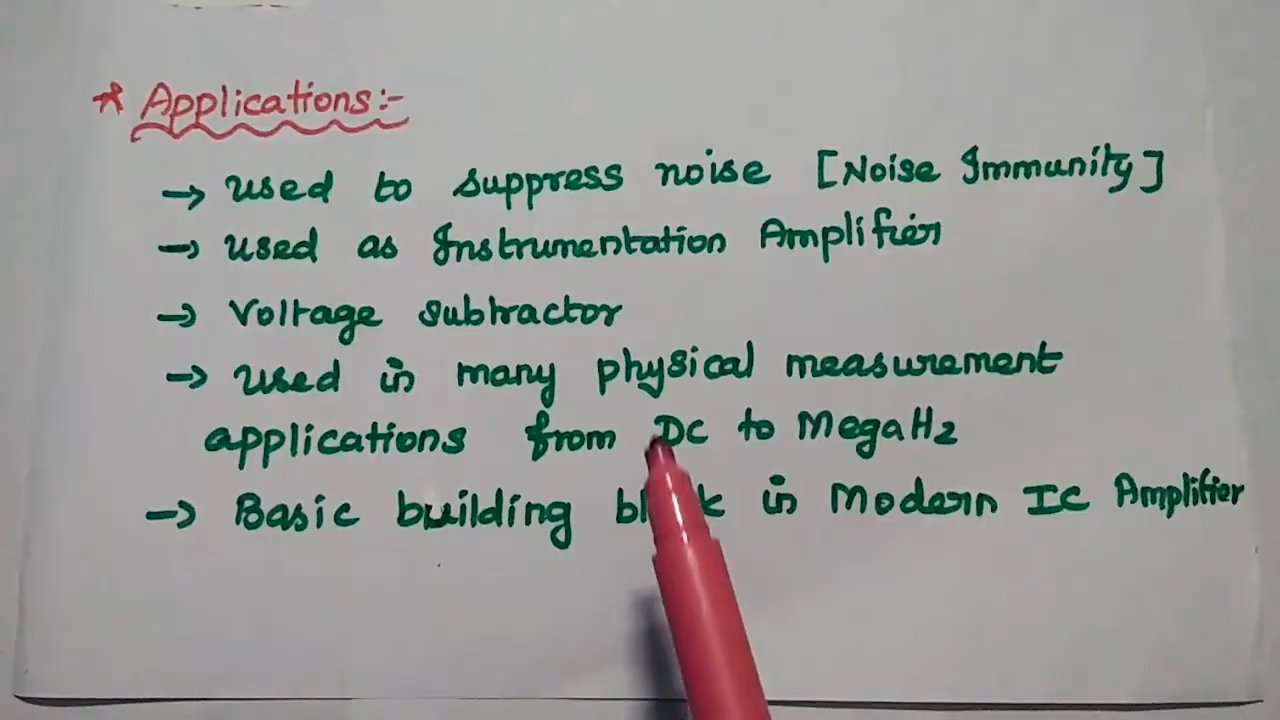 * Applications:-
→ used to suppress noise [Noise Immunity]
→ used as Instrumentation Amplifier
→ Voltage subtractor
→ used in many physical measurement
applications from DC to MegaHz
→ Basic building in Modern IC Amplifier